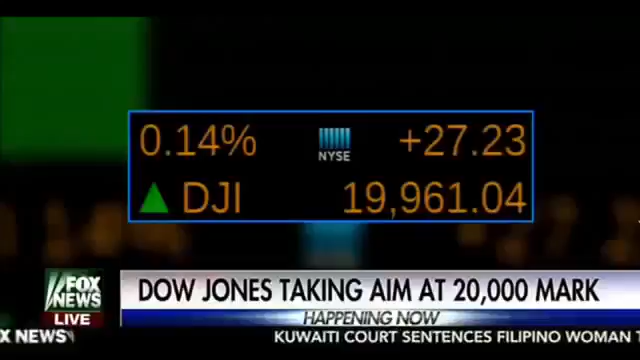 0.14% NYSE +27.23
DJI 19,961.04
DOW JONES TAKING AIM AT 20,000 MARK
HAPPENING NOW
FOX
NEWS
LIVE
X NEWS KUWAITI COURT SENTENCES FILIPINO WOMAN T